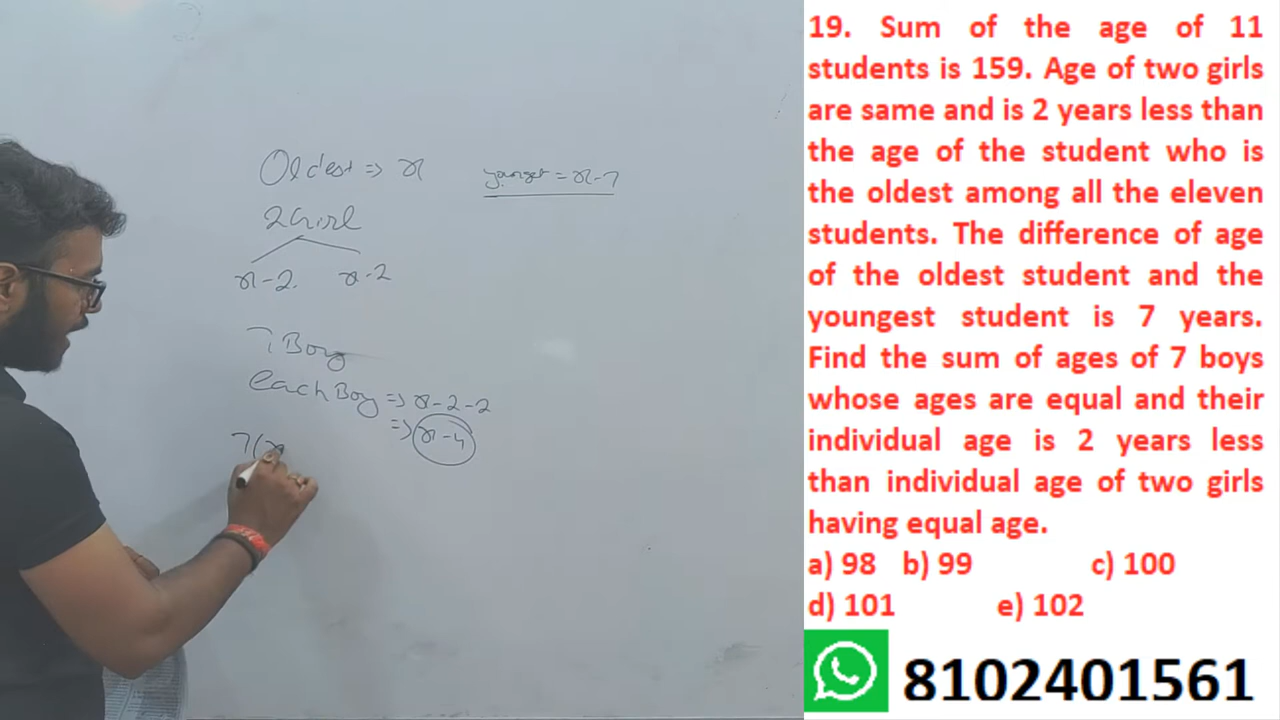 Oldest => x
youngest = x-7
2Girl
x-2. x-2
7 Boy
each Boy => x-2-2
=> x-4
7(x
19. Sum of the age of 11
students is 159. Age of two girls
are same and is 2 years less than
the age of the student who is
the oldest among all the eleven
students. The difference of age
of the oldest student and the
youngest student is 7 years.
Find the sum of ages of 7 boys
whose ages are equal and their
individual age is 2 years less
than individual age of two girls
having equal age.
a) 98 b) 99 c) 100
d) 101 e) 102
8102401561